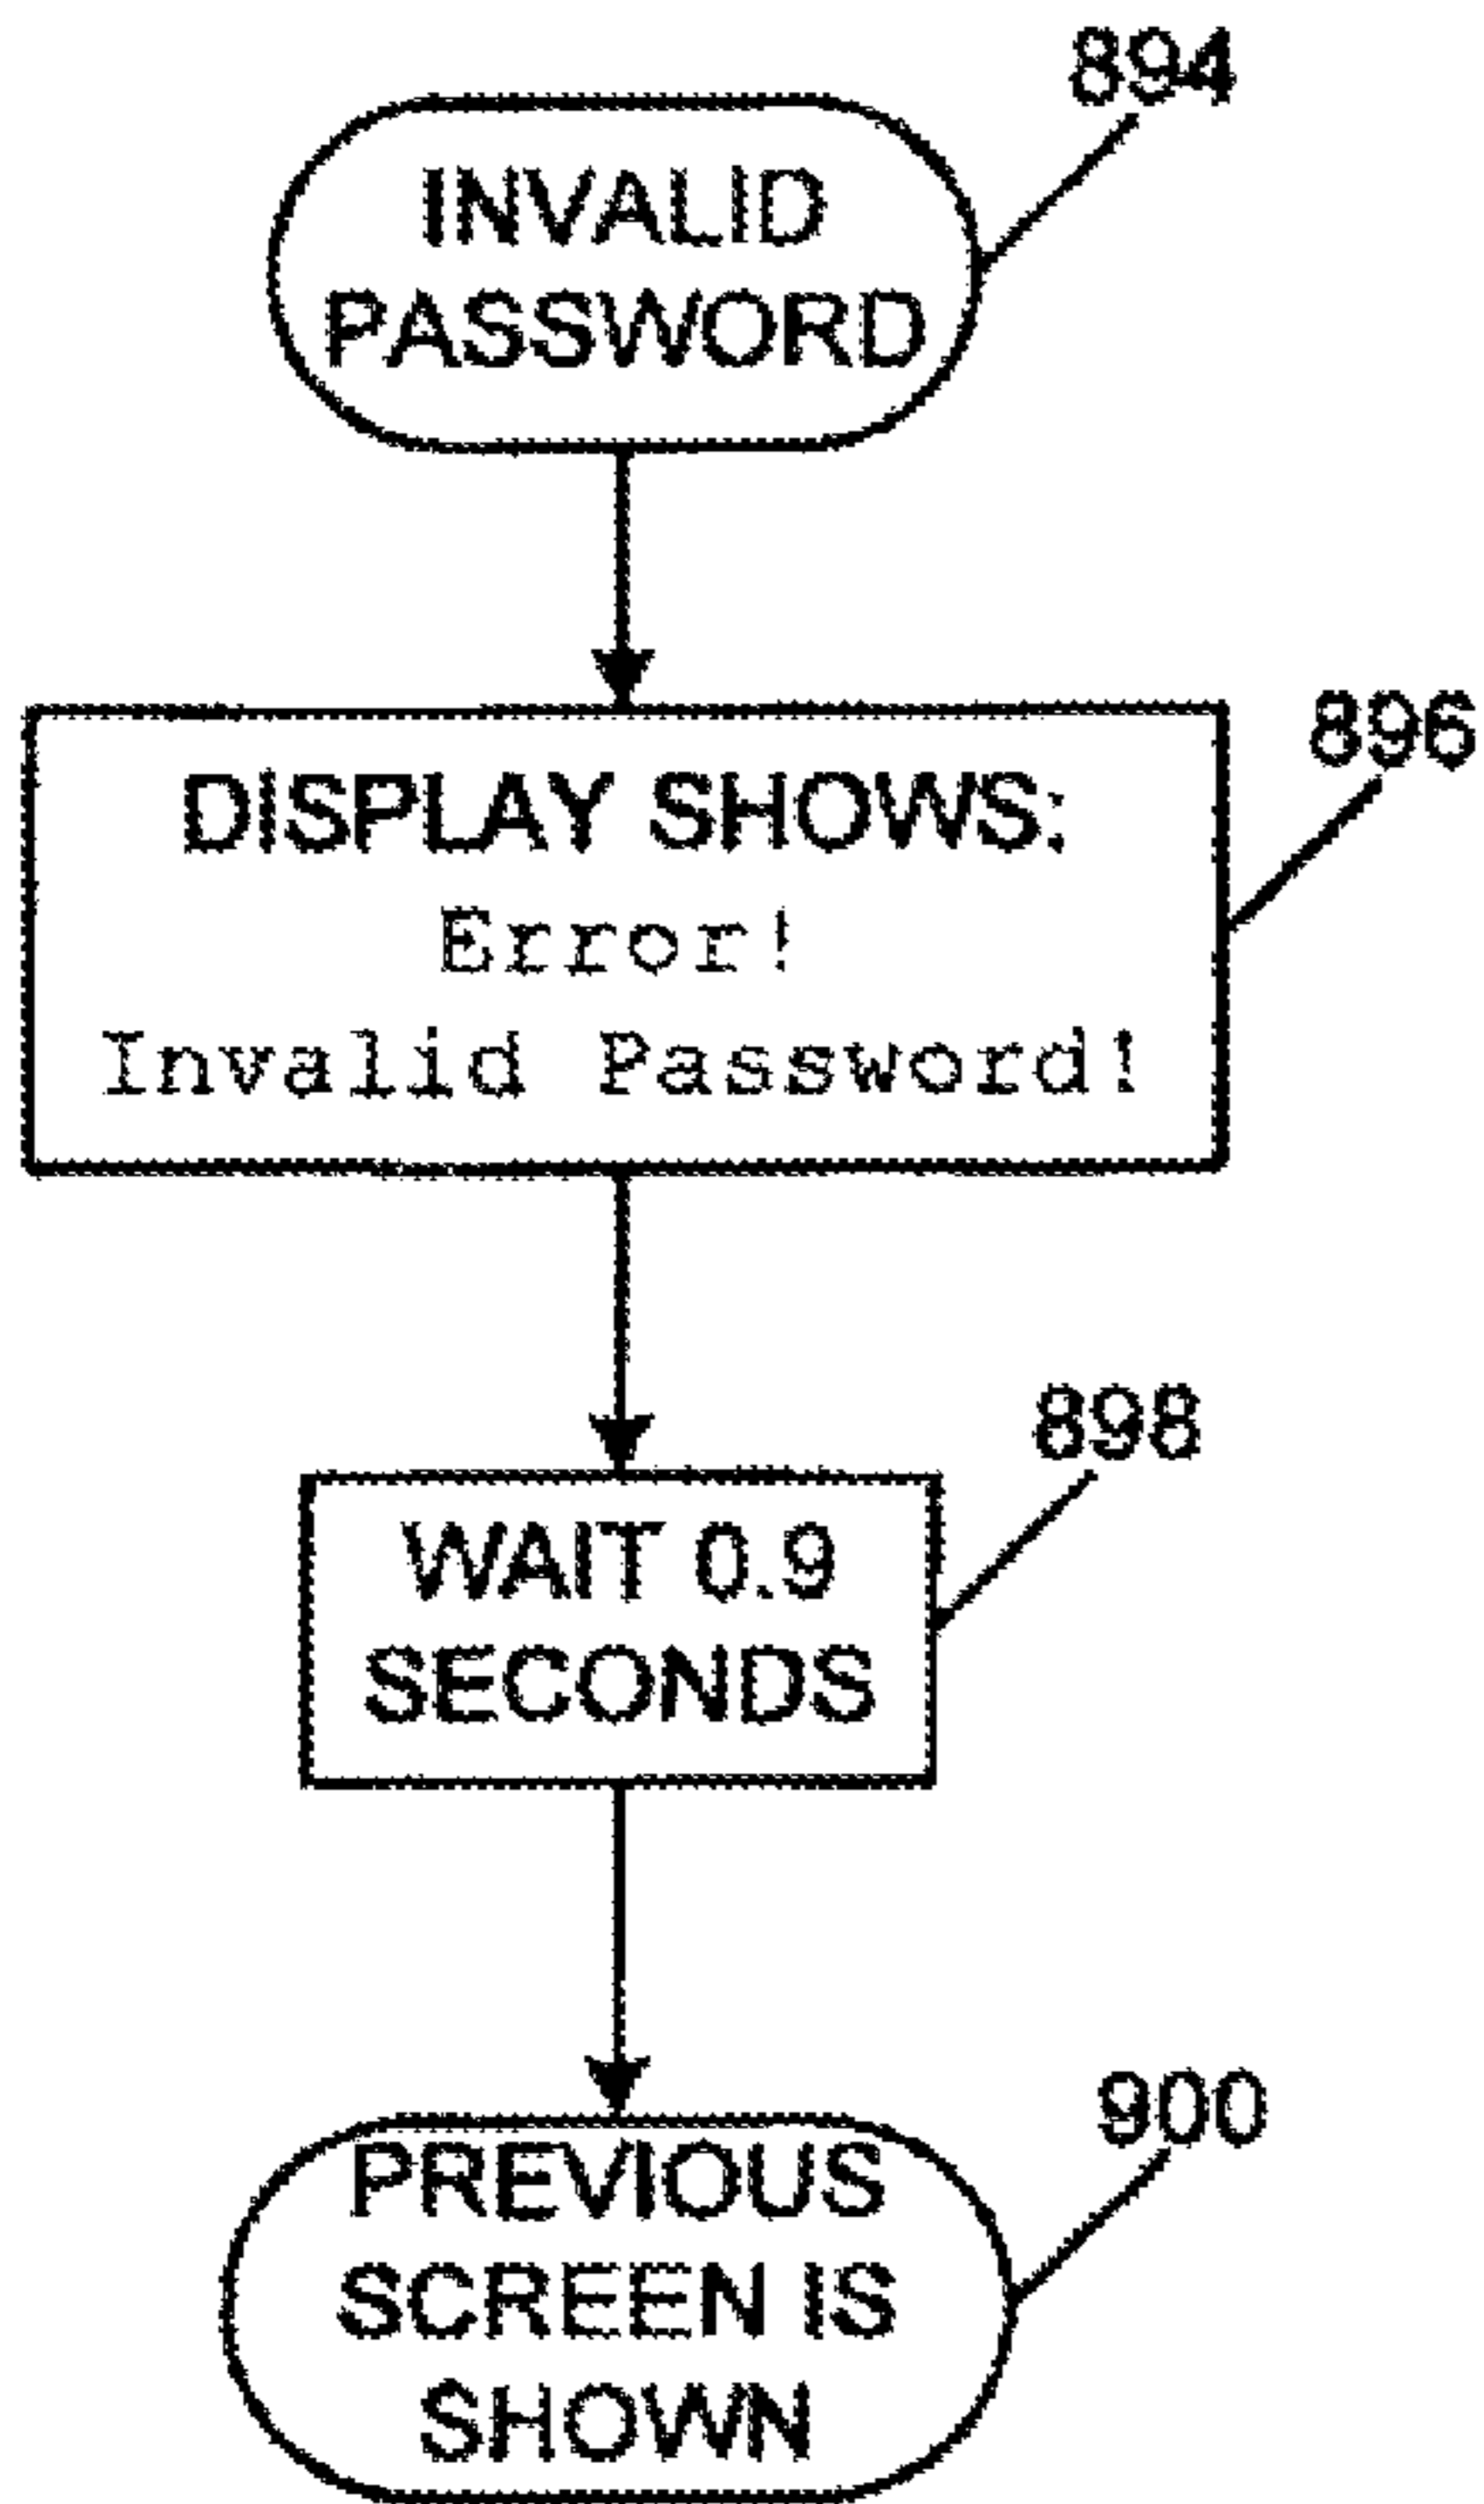 894
INVALID
PASSWORD
896
DISPLAY SHOWS:
Error!
Invalid Password!
898
WAIT 0.9
SECONDS
900
PREVIOUS
SCREEN IS
SHOWN